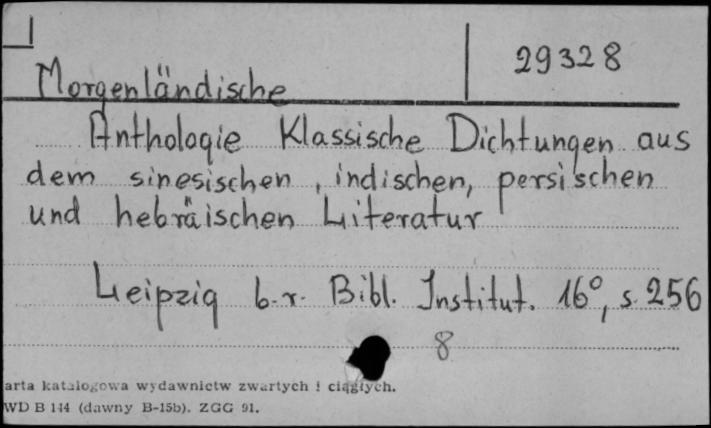 29328
Morgenländische
Anthologie Klassische Dichtungen aus
dem sinesischen, indischen, persischen
und hebräischen Literatur
Leipzig b.r. Bibl. Institut. 16°, s. 256
8
arta katalogowa wydawnictw zwartych i ciągłych.
WD B 144 (dawny B-15b). ZGG 91.